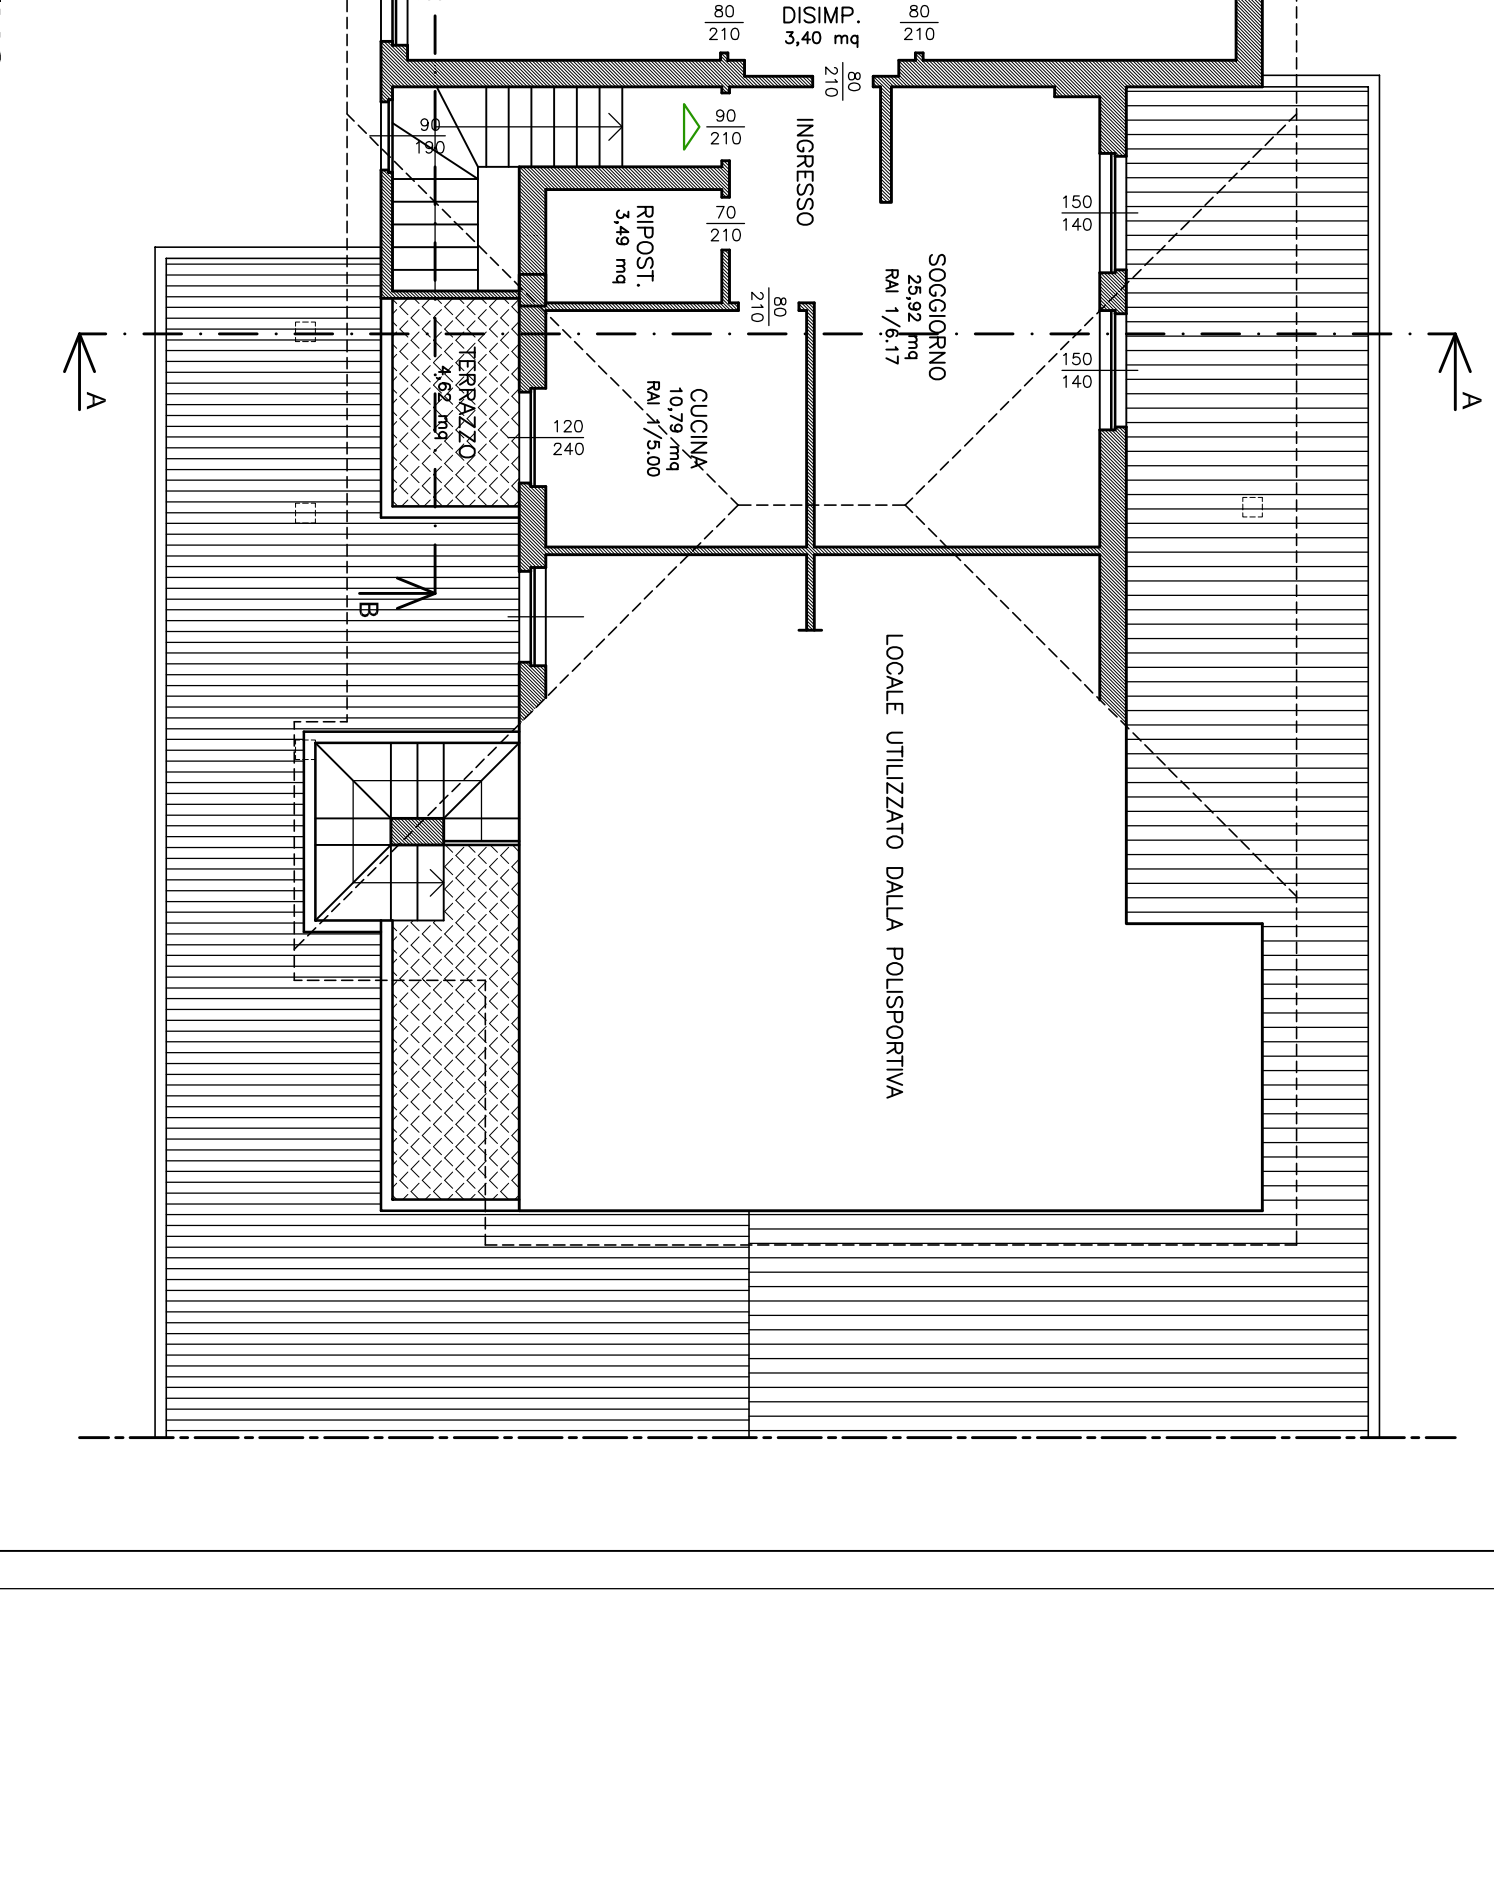 80
210
DISIMP.
3,40 mq
80
210
80
210
90
190
90
210
INGRESSO
150
140
RIPOST.
3,49 mq
70
210
SOGGIORNO
25,92 mq
RAI 1/6.17
80
210
A
A
TERRAZZO
4,62 mq
150
140
CUCINA
10,79 mq
RAI 1/5.00
120
240
B
LOCALE UTILIZZATO DALLA POLISPORTIVA